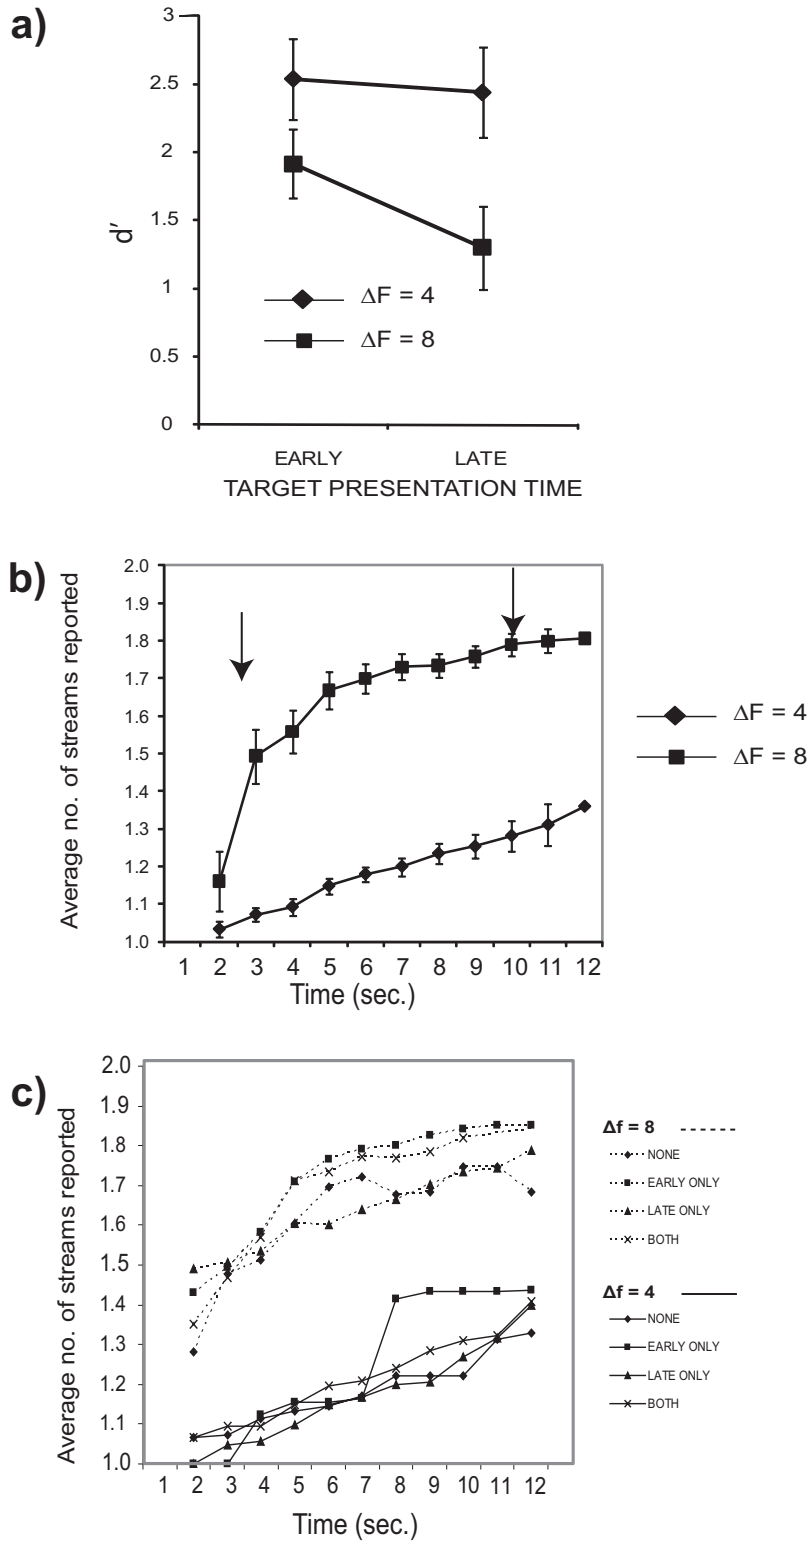 a)
3
2.5
2
1.5
1
0.5
0
d′
ΔF = 4
ΔF = 8
EARLY LATE
TARGET PRESENTATION TIME
b)
Average no. of streams reported
2.0
1.9
1.8
1.7
1.6
1.5
1.4
1.3
1.2
1.1
1.0
1 2 3 4 5 6 7 8 9 10 11 12
Time (sec.)
ΔF = 4
ΔF = 8
c)
Average no. of streams reported
2.0
1.9
1.8
1.7
1.6
1.5
1.4
1.3
1.2
1.1
1.0
1 2 3 4 5 6 7 8 9 10 11 12
Time (sec.)
Δf = 8
NONE
EARLY ONLY
LATE ONLY
BOTH
Δf = 4
NONE
EARLY ONLY
LATE ONLY
BOTH